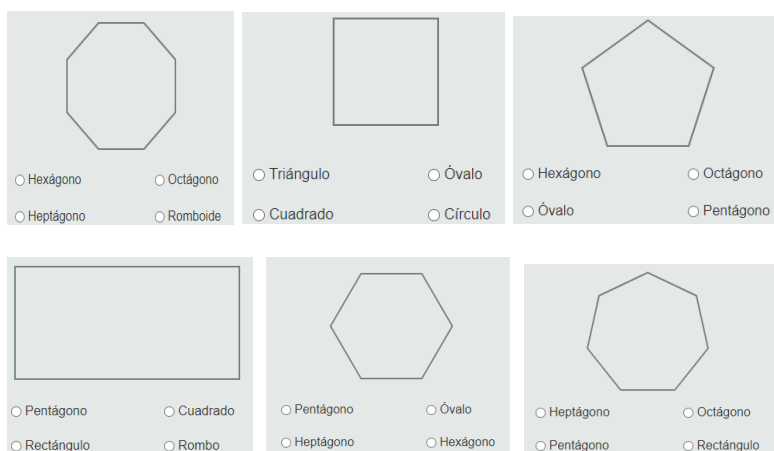 Hexágono Octágono
Heptágono Romboide
Triángulo Óvalo
Cuadrado Círculo
Hexágono Octágono
Óvalo Pentágono
Pentágono Cuadrado
Rectángulo Rombo
Pentágono Óvalo
Heptágono Hexágono
Heptágono Octágono
Pentágono Rectángulo